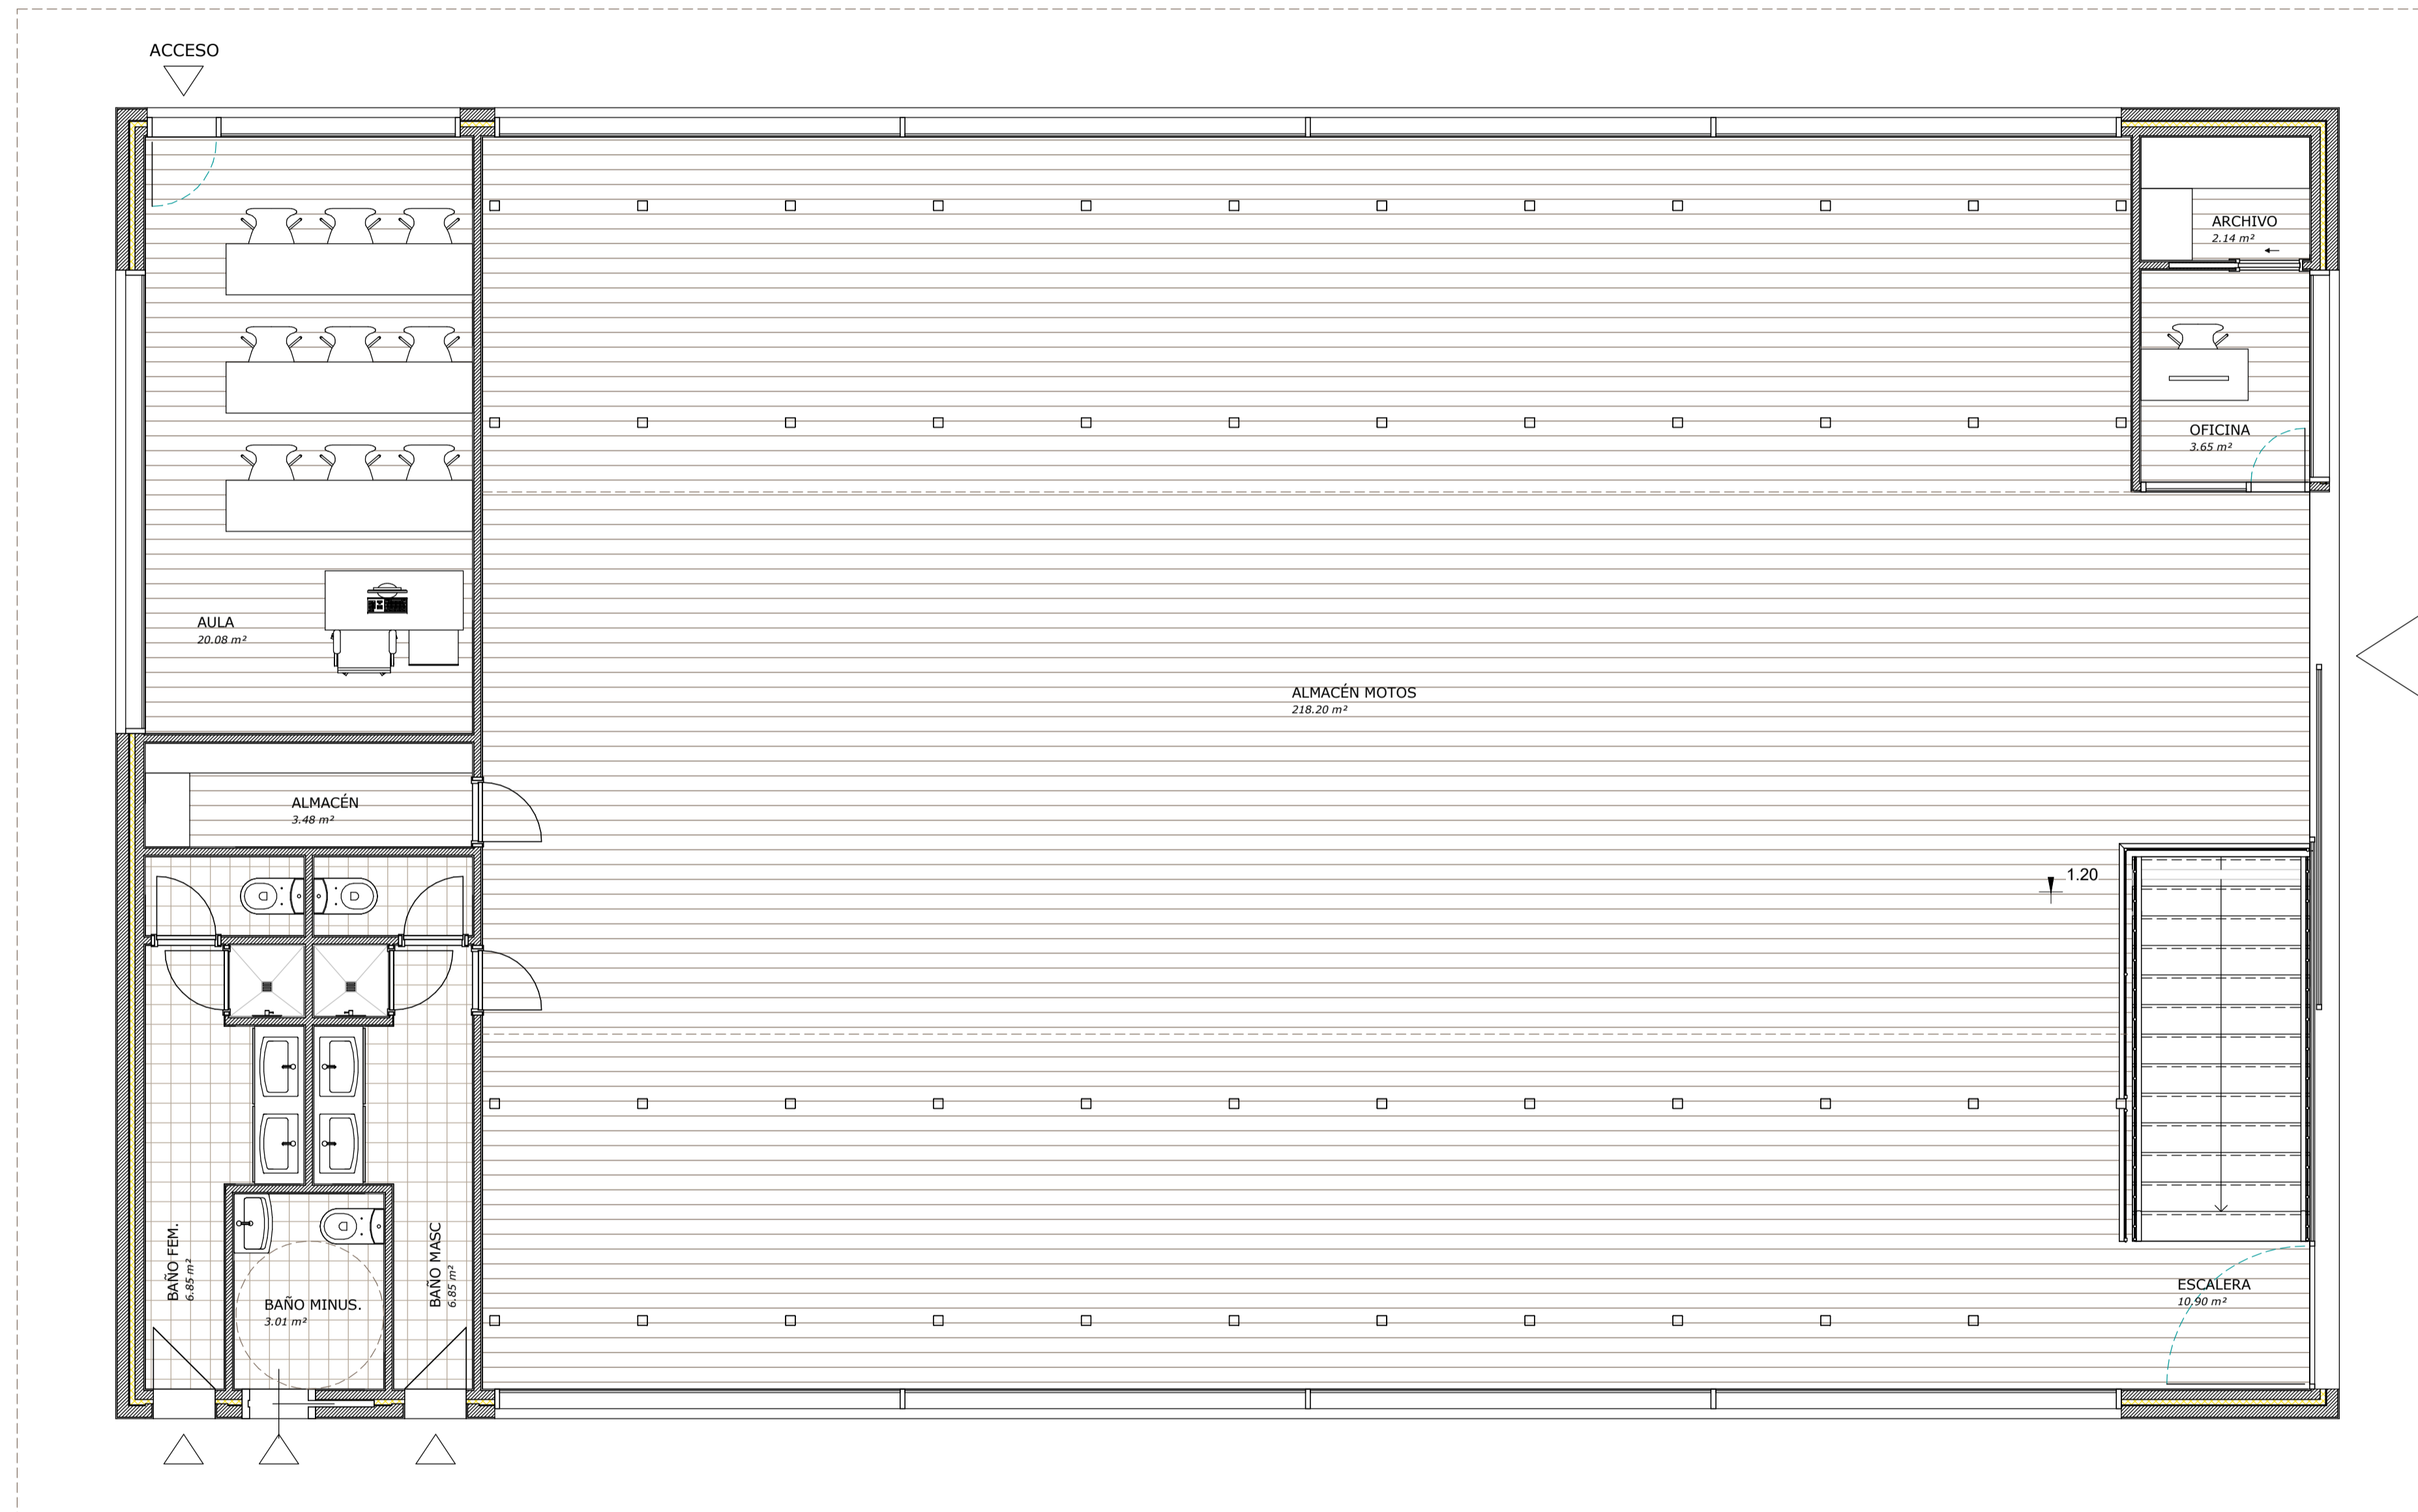 ACCESO
ARCHIVO
2.14 m²
OFICINA
3.65 m²
AULA
20.08 m²
ALMACÉN MOTOS
218.20 m²
ALMACÉN
3.48 m²
1.20
BAÑO FEM.
6.85 m²
BAÑO MASC
6.85 m²
BAÑO MINUS.
3.01 m²
ESCALERA
10.90 m²